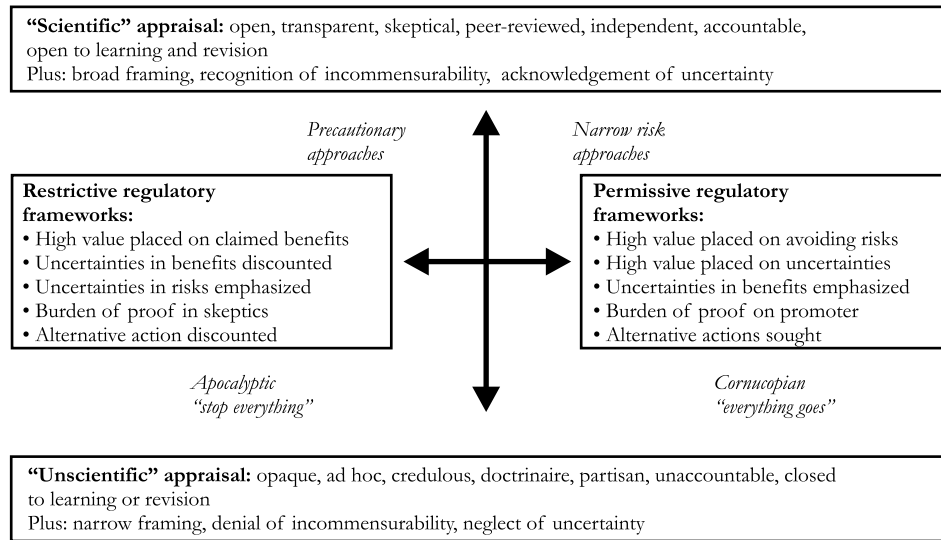 “Scientific” appraisal: open, transparent, skeptical, peer-reviewed, independent, accountable,
open to learning and revision
Plus: broad framing, recognition of incommensurability, acknowledgement of uncertainty
Precautionary
approaches
Narrow risk
approaches
Restrictive regulatory
frameworks:
• High value placed on claimed benefits
• Uncertainties in benefits discounted
• Uncertainties in risks emphasized
• Burden of proof in skeptics
• Alternative action discounted
Permissive regulatory
frameworks:
• High value placed on avoiding risks
• High value placed on uncertainties
• Uncertainties in benefits emphasized
• Burden of proof on promoter
• Alternative actions sought
Apocalyptic
“stop everything”
Cornucopian
“everything goes”
“Unscientific” appraisal: opaque, ad hoc, credulous, doctrinaire, partisan, unaccountable, closed
to learning or revision
Plus: narrow framing, denial of incommensurability, neglect of uncertainty